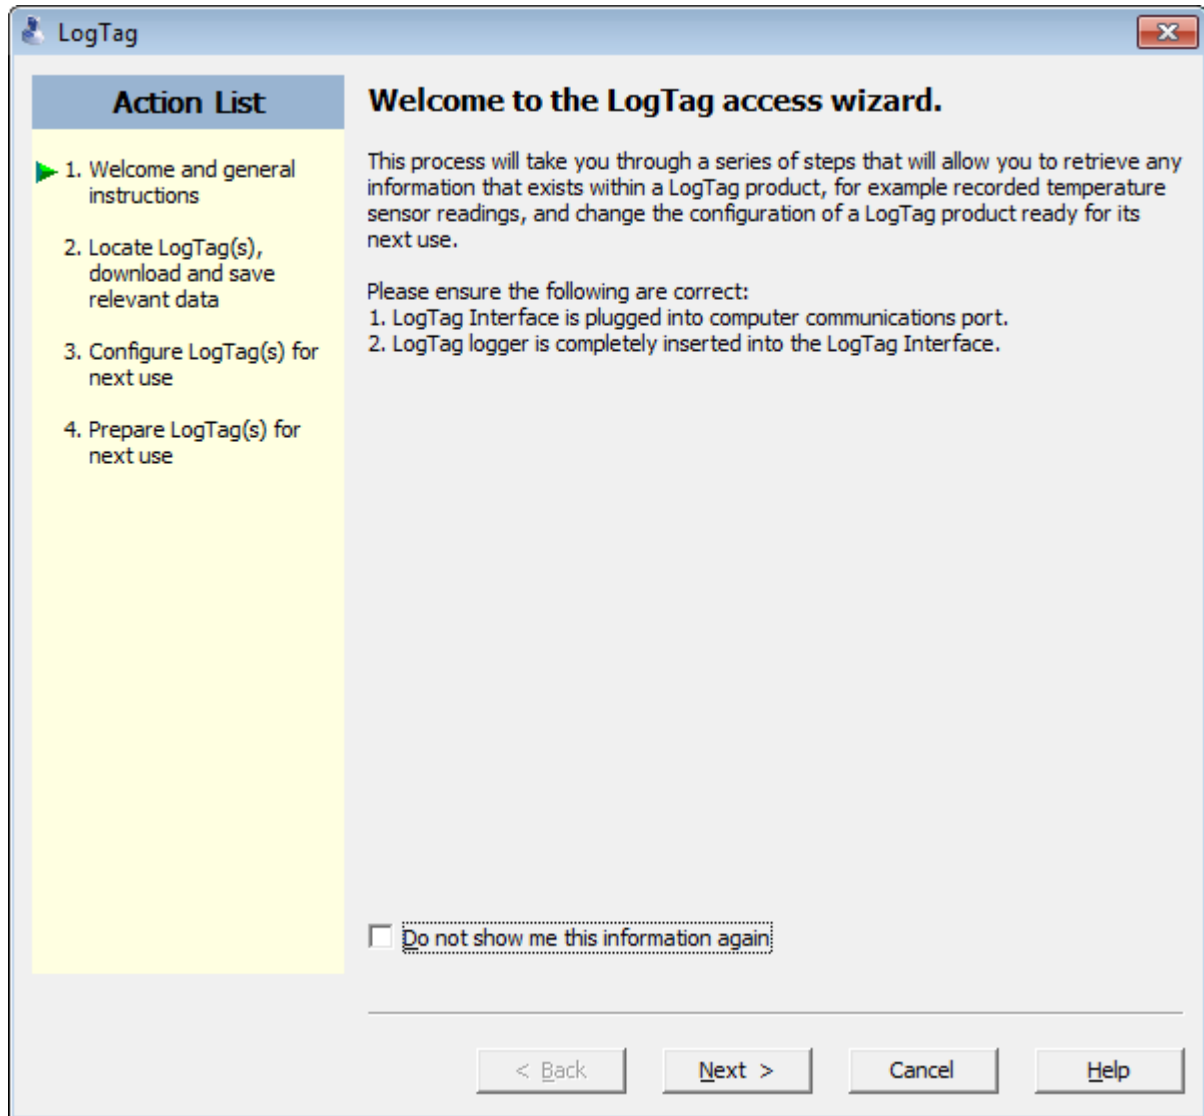 LogTag
Action List
1. Welcome and general
instructions
2. Locate LogTag(s),
download and save
relevant data
3. Configure LogTag(s) for
next use
4. Prepare LogTag(s) for
next use
Welcome to the LogTag access wizard.
This process will take you through a series of steps that will allow you to retrieve any
information that exists within a LogTag product, for example recorded temperature
sensor readings, and change the configuration of a LogTag product ready for its
next use.
Please ensure the following are correct:
1. LogTag Interface is plugged into computer communications port.
2. LogTag logger is completely inserted into the LogTag Interface.
Do not show me this information again
< Back
Next >
Cancel
Help